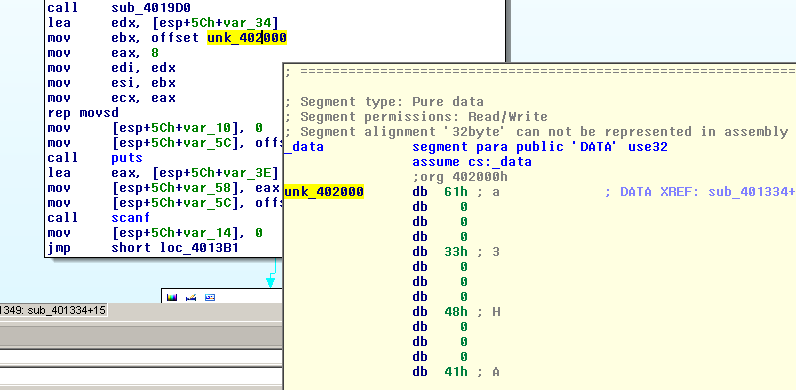 call sub_4019D0
lea edx, [esp+5Ch+var_34]
mov ebx, offset unk_402000
mov eax, 8
mov edi, edx
mov esi, ebx
mov ecx, eax
rep movsd
mov [esp+5Ch+var_10], 0
mov [esp+5Ch+var_5C], offs
call puts
lea eax, [esp+5Ch+var_3E]
mov [esp+5Ch+var_58], eax
mov [esp+5Ch+var_5C], offs
call scanf
mov [esp+5Ch+var_14], 0
jmp short loc_4013B1
1349: sub_401334+15
; ===============================================================
; Segment type: Pure data
; Segment permissions: Read/Write
; Segment alignment '32byte' can not be represented in assembly
_data segment para public 'DATA' use32
assume cs:_data
;org 402000h
unk_402000 db 61h ; a ; DATA XREF: sub_401334+
db 0
db 0
db 0
db 33h ; 3
db 0
db 0
db 0
db 48h ; H
db 0
db 0
db 0
db 41h ; A